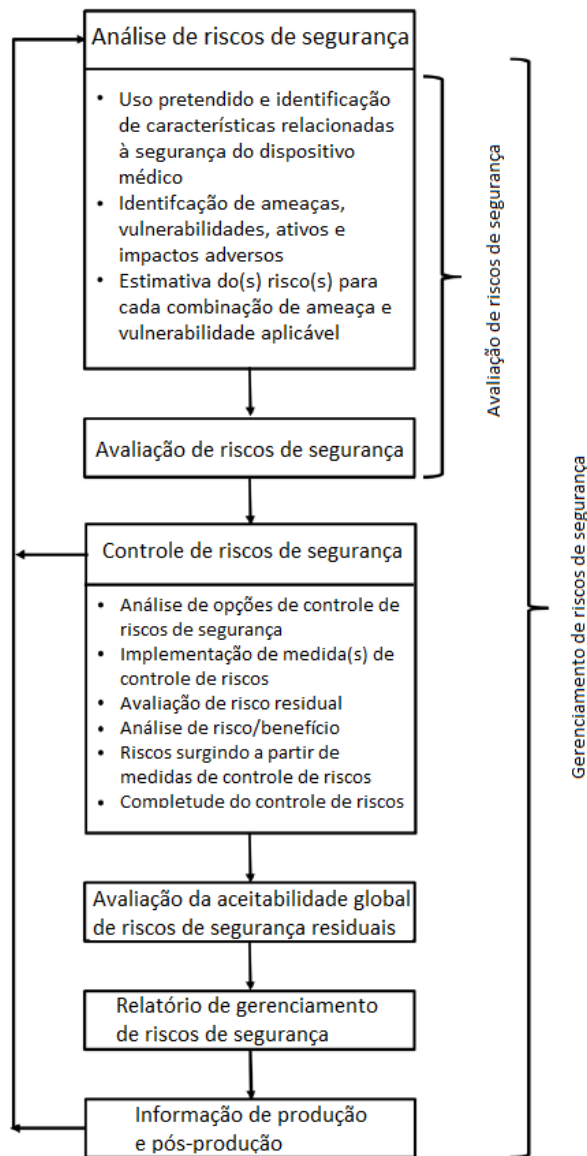 Análise de riscos de segurança
• Uso pretendido e identificação
de características relacionadas
à segurança do dispositivo
médico
• Identifcação de ameaças,
vulnerabilidades, ativos e
impactos adversos
• Estimativa do(s) risco(s) para
cada combinação de ameaça e
vulnerabilidade aplicável
Avaliação de riscos de segurança
Avaliação de riscos de segurança
Controle de riscos de segurança
• Análise de opções de controle de
riscos de segurança
• Implementação de medida(s) de
controle de riscos
• Avaliação de risco residual
• Análise de risco/benefício
• Riscos surgindo a partir de
medidas de controle de riscos
• Completude do controle de riscos
Avaliação da aceitabilidade global
de riscos de segurança residuais
Relatório de gerenciamento
de riscos de segurança
Informação de produção
e pós-produção
Gerenciamento de riscos de segurança